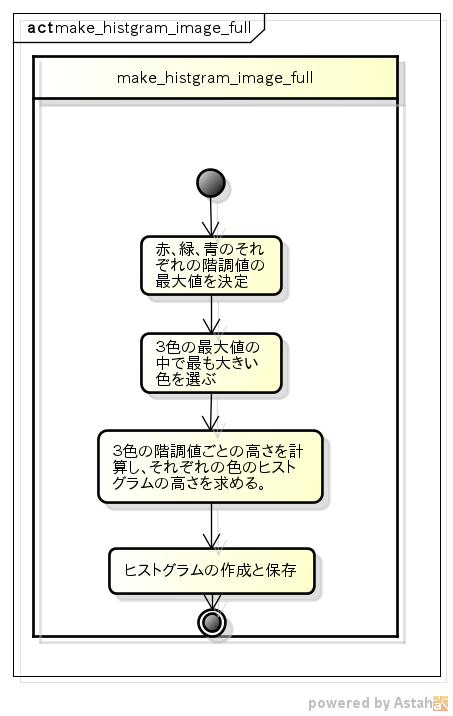 act make_histgram_image_full
make_histgram_image_full
赤、緑、青のそれ
ぞれの階調値の
最大値を決定
3色の最大値の
中で最も大きい
色を選ぶ
3色の階調値ごとの高さを計
算し、それぞれの色のヒスト
グラムの高さを求める。
ヒストグラムの作成と保存
powered by Astah